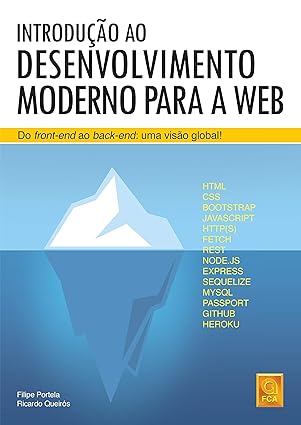 INTRODUÇÃO AO
DESENVOLVIMENTO
MODERNO PARA A WEB
Do front-end ao back-end: uma visão global!
HTML
CSS
BOOTSTRAP
JAVASCRIPT
HTTP(S)
FETCH
REST
NODE.JS
EXPRESS
SEQUELIZE
MYSQL
PASSPORT
GITHUB
HEROKU
Filipe Portela
Ricardo Queirós
FCA